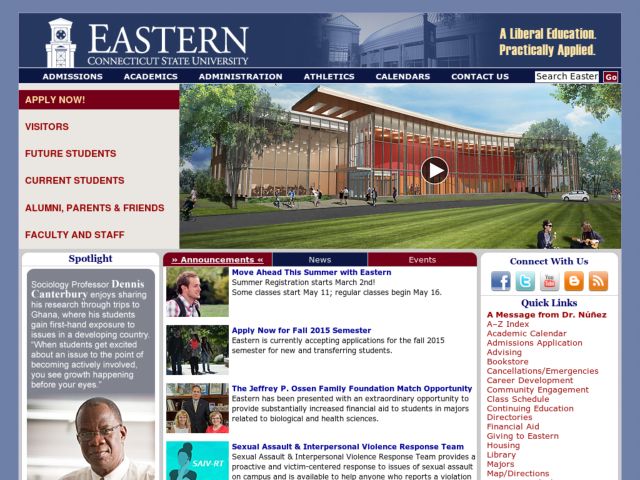 EASTERN
CONNECTICUT STATE UNIVERSITY
A Liberal Education.
Practically Applied.
ADMISSIONS ACADEMICS ADMINISTRATION ATHLETICS CALENDARS CONTACT US Search Easter Go
APPLY NOW!
VISITORS
FUTURE STUDENTS
CURRENT STUDENTS
ALUMNI, PARENTS & FRIENDS
FACULTY AND STAFF
Spotlight
Sociology Professor Dennis
Canterbury enjoys sharing
his research through trips to
Ghana, where his students
gain first-hand exposure to
issues in a developing country.
"When students get excited
about an issue to the point of
becoming actively involved,
you see growth happening
before your eyes."
» Announcements » News Events
Move Ahead This Summer with Eastern
Summer Registration starts March 2nd!
Some classes start May 11; regular classes begin May 16.
Apply Now for Fall 2015 Semester
Eastern is currently accepting applications for the fall 2015
semester for new and transferring students.
The Jeffrey P. Ossen Family Foundation Match Opportunity
Eastern has been presented with an extraordinary opportunity to
provide substantially increased financial aid to students in majors
related to biological and health sciences.
SAIV-RT
Sexual Assault & Interpersonal Violence Response Team
Sexual Assault & Interpersonal Violence Response Team provides a
proactive and victim-centered response to issues of sexual assault
on campus and is available to help anyone who reports a violation
Connect With Us
You Tube
Quick Links
A Message from Dr. Núñez
A–Z Index
Academic Calendar
Admissions Application
Advising
Bookstore
Cancellations/Emergencies
Career Development
Community Engagement
Class Schedule
Continuing Education
Directories
Financial Aid
Giving to Eastern
Housing
Library
Majors
Map/Directions